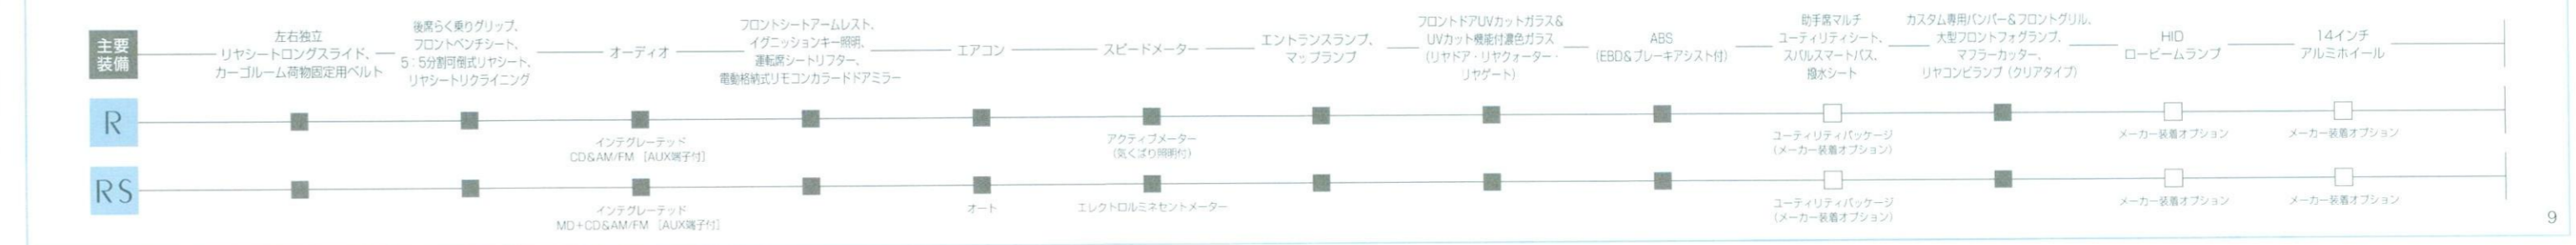 主要
装備
左右独立
リヤシートロングスライド、
カーゴルーム荷物固定用ベルト
後席らく乗りグリップ、
フロントベンチシート、
5：5分割可倒式リヤシート、
リヤシートリクライニング
オーディオ
フロントシートアームレスト、
イグニッションキー照明、
運転席シートリフター、
電動格納式リモコンカラードドアミラー
エアコン
スピードメーター
エントランスランプ、
マップランプ
フロントドアUVカットガラス＆
UVカット機能付濃色ガラス
（リヤドア・リヤクォーター・
リヤゲート）
ABS
（EBD＆ブレーキアシスト付）
助手席マルチ
ユーティリティシート、
スバルスマートパス、
撥水シート
カスタム専用バンパー＆フロントグリル、
大型フロントフォグランプ、
マフラーカッター、
リヤコンビランプ（クリアタイプ）
HID
ロービームランプ
14インチ
アルミホイール
R
インテグレーテッド
CD＆AM/FM ［AUX端子付］
アクティブメーター
（気くばり照明付）
ユーティリティパッケージ
（メーカー装着オプション）
メーカー装着オプション
メーカー装着オプション
RS
インテグレーテッド
MD+CD＆AM/FM ［AUX端子付］
オート
エレクトロルミネセントメーター
ユーティリティパッケージ
（メーカー装着オプション）
メーカー装着オプション
メーカー装着オプション
9